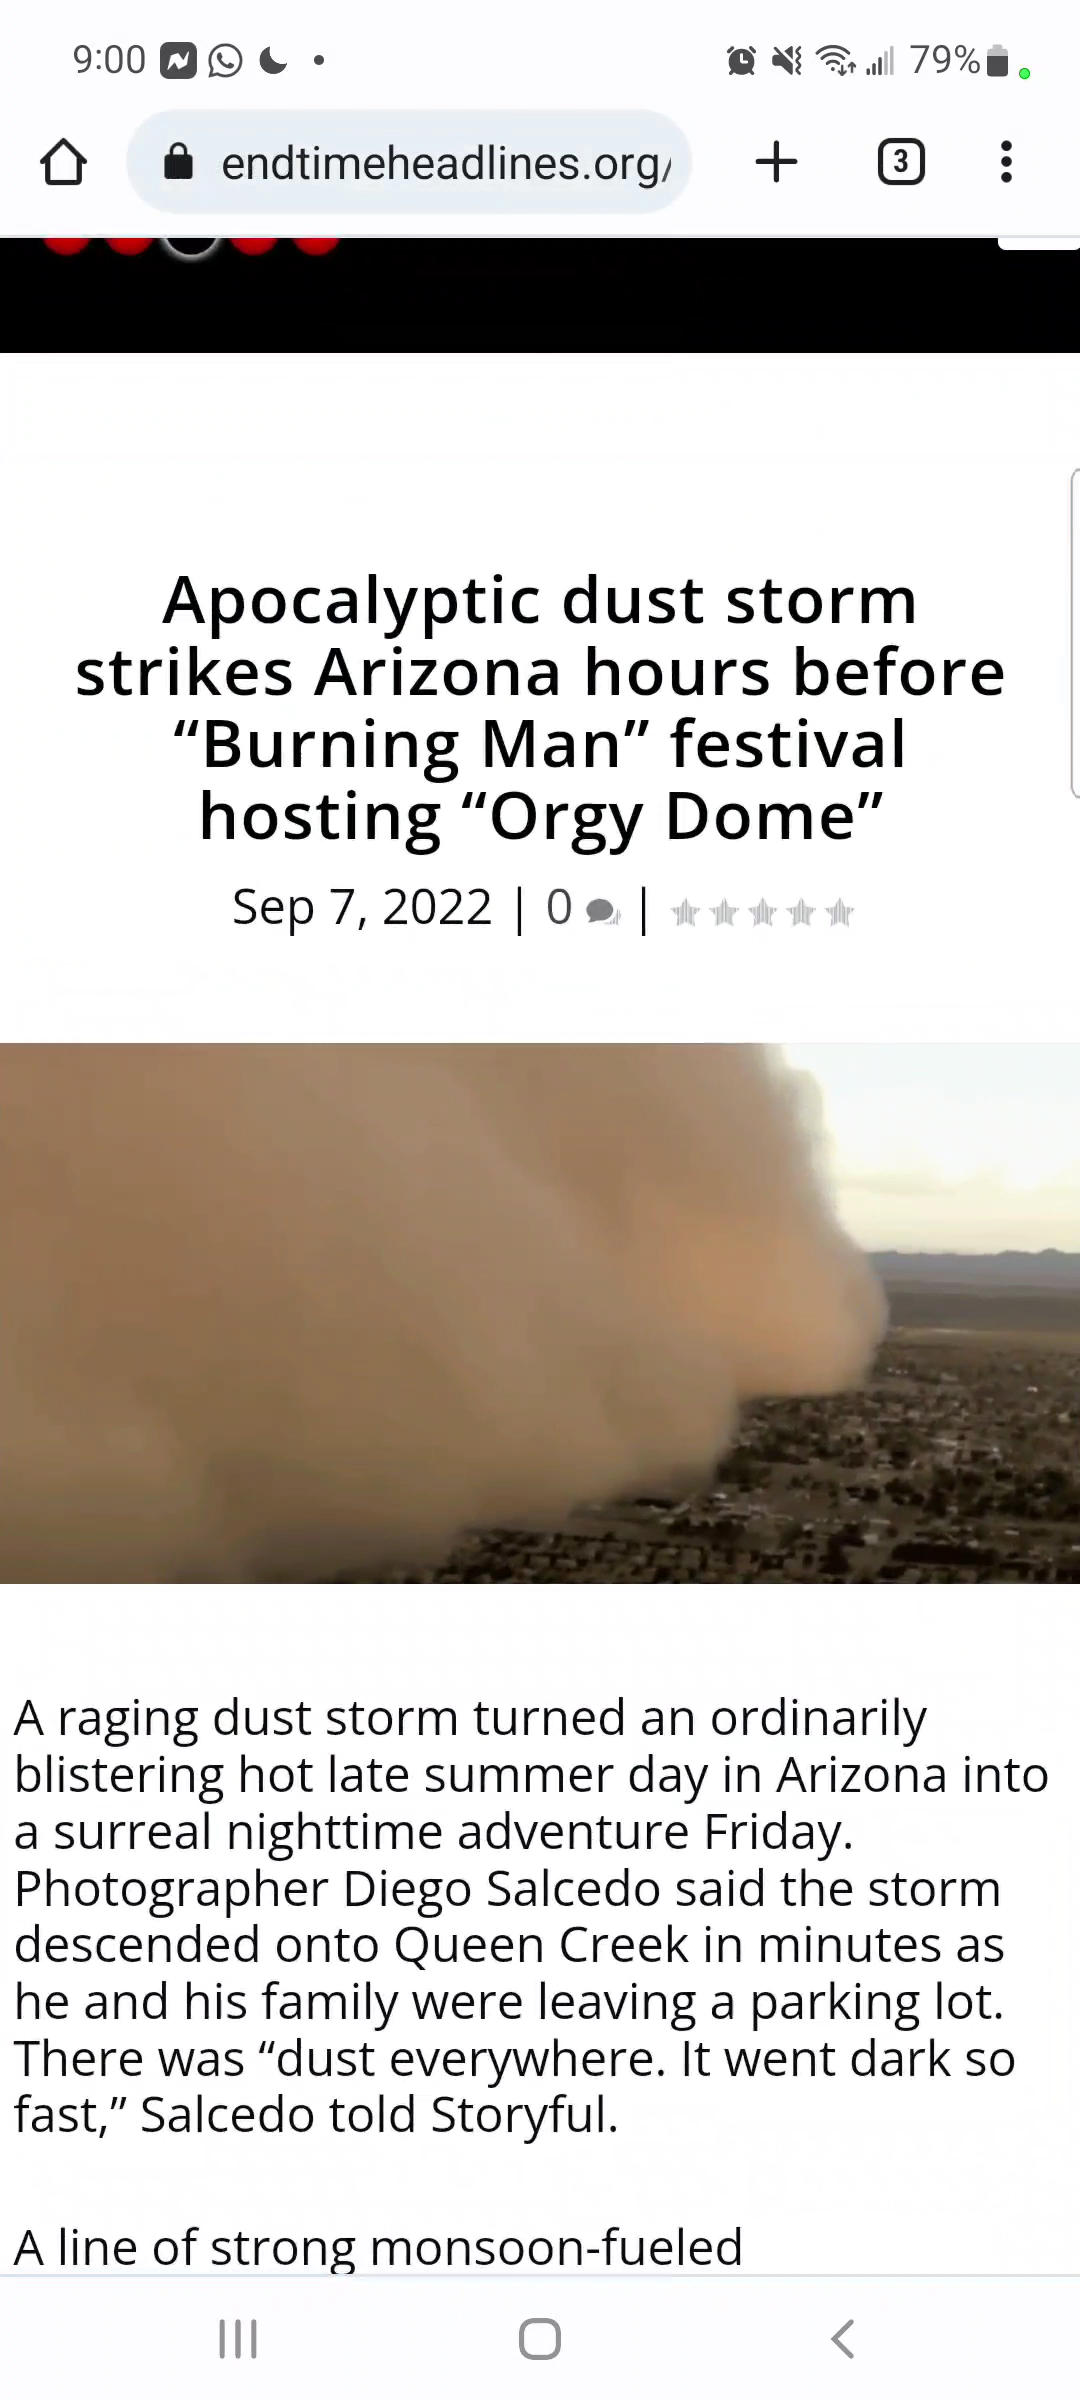 9:00
79%
endtimeheadlines.org/
3
Apocalyptic dust storm
strikes Arizona hours before
“Burning Man” festival
hosting “Orgy Dome”
Sep 7, 2022 | 0 |
A raging dust storm turned an ordinarily
blistering hot late summer day in Arizona into
a surreal nighttime adventure Friday.
Photographer Diego Salcedo said the storm
descended onto Queen Creek in minutes as
he and his family were leaving a parking lot.
There was “dust everywhere. It went dark so
fast,” Salcedo told Storyful.
A line of strong monsoon-fueled